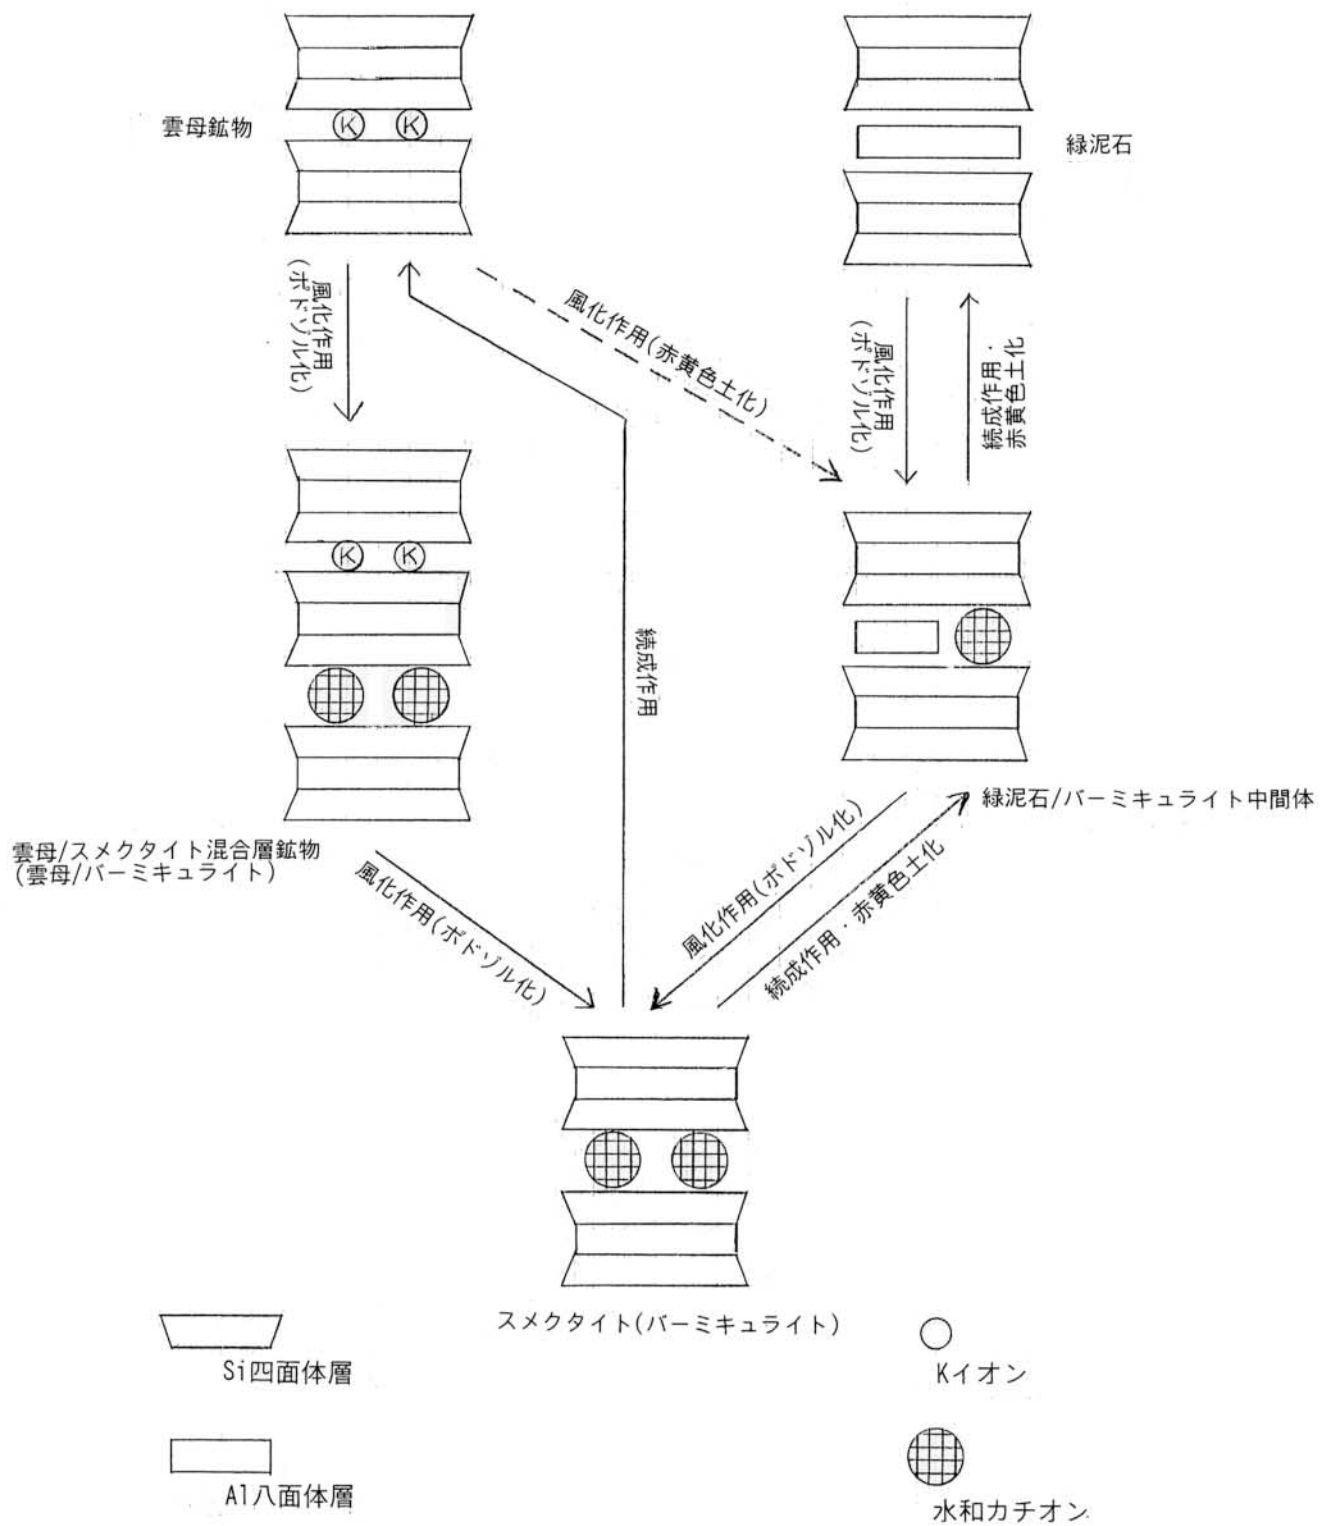 K
K
雲母鉱物
緑泥石
風化作用
(ポドゾル化)
風化作用(赤黄色土化)
風化作用
(ポドゾル化)
続成作用・
赤黄色土化
K
K
続成作用
雲母/スメクタイト混合層鉱物
(雲母/バーミキュライト)
緑泥石/バーミキュライト中間体
風化作用(ポドゾル化)
風化作用(ポドゾル化)
続成作用・赤黄色土化
スメクタイト(バーミキュライト)
Si四面体層
Kイオン
Al八面体層
水和カチオン